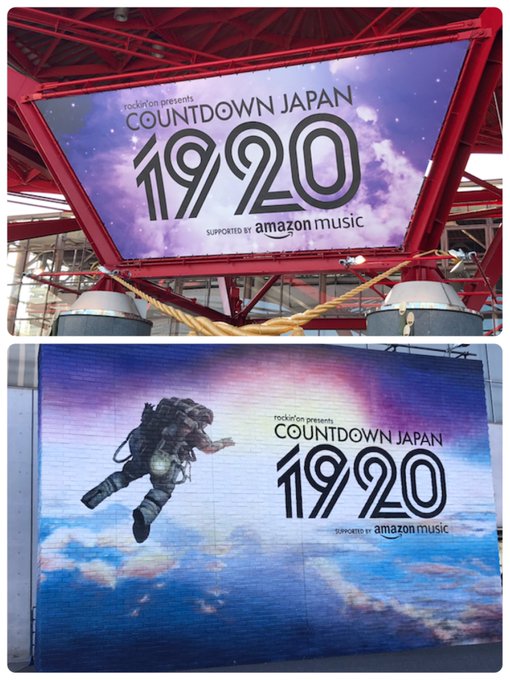 rockin'on presents
COUNTDOWN JAPAN
1920
SUPPORTED BY amazon music
rockin'on presents
COUNTDOWN JAPAN
1920
SUPPORTED BY amazon music